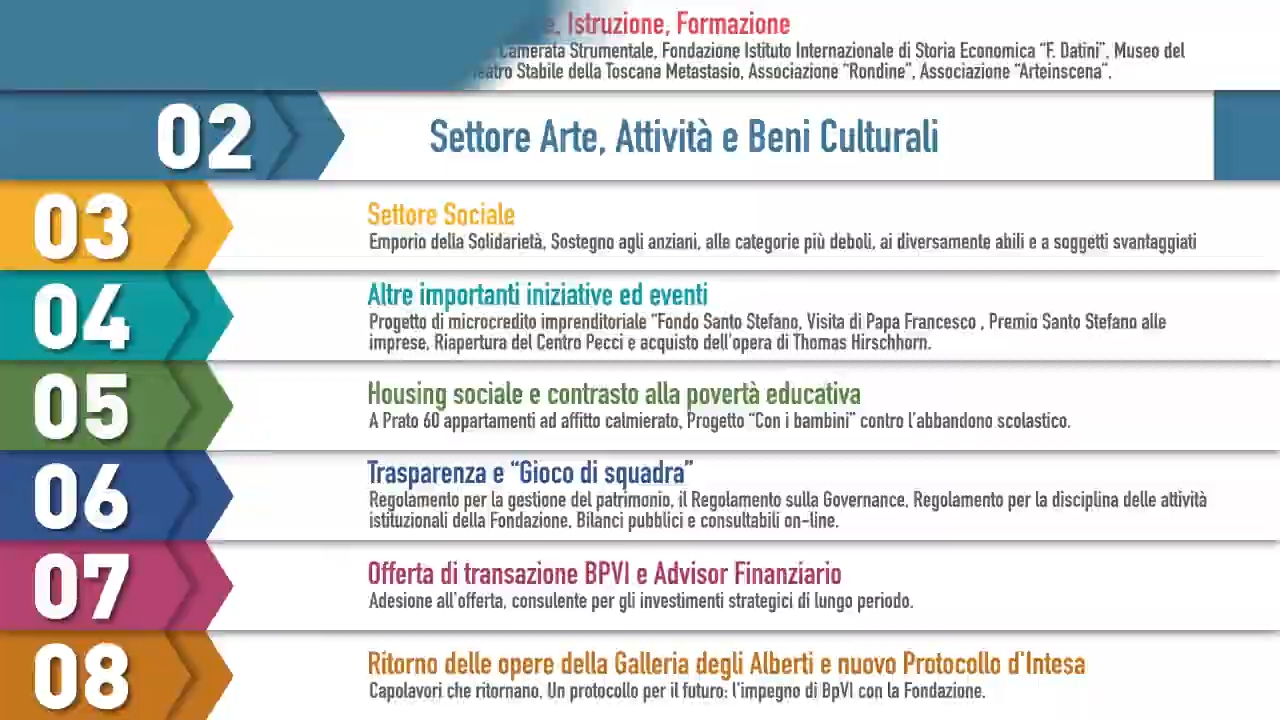 Istruzione, Formazione
Camerata Strumentale, Fondazione Istituto Internazionale di Storia Economica “F. Datini”, Museo del
Stabile della Toscana Metastasio, Associazione “Rondine”, Associazione “Arteinscena”.
02
Settore Arte, Attività e Beni Culturali
03
Settore Sociale
Emporio della Solidarietà, Sostegno agli anziani, alle categorie più deboli, ai diversamente abili e a soggetti svantaggiati
04
Altre importanti iniziative ed eventi
Progetto di microcredito imprenditoriale “Fondo Santo Stefano, Visita di Papa Francesco , Premio Santo Stefano alle
imprese, Riapertura del Centro Pecci e acquisto dell'opera di Thomas Hirschhorn.
05
Housing sociale e contrasto alla povertà educativa
A Prato 60 appartamenti ad affitto calmierato, Progetto “Con i bambini” contro l'abbandono scolastico.
06
Trasparenza e “Gioco di squadra”
Regolamento per la gestione del patrimonio, il Regolamento sulla Governance, Regolamento per la disciplina delle attività
istituzionali della Fondazione, Bilanci pubblici e consultabili on-line.
07
Offerta di transazione BPVI e Advisor Finanziario
Adesione all'offerta, consulente per gli investimenti strategici di lungo periodo.
08
Ritorno delle opere della Galleria degli Alberti e nuovo Protocollo d'Intesa
Capolavori che ritornano, Un protocollo per il futuro: l'impegno di BpVI con la Fondazione.